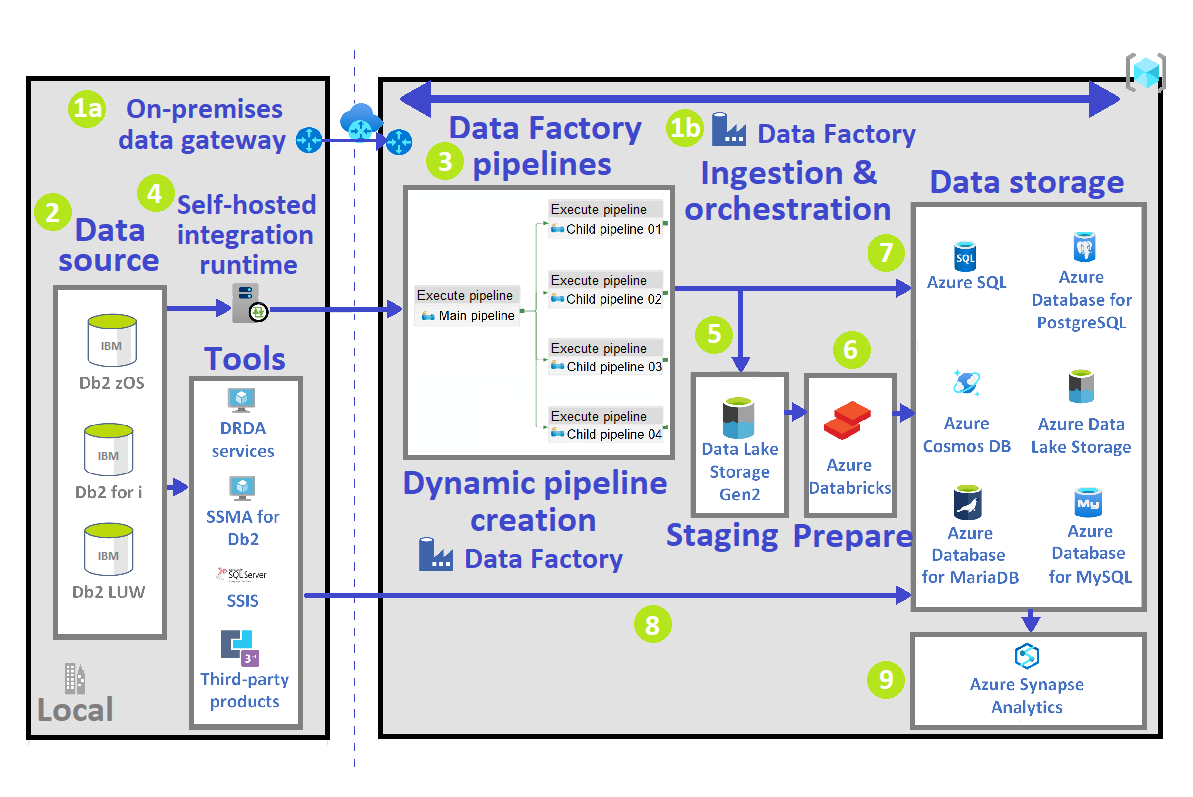 1a
On-premises
data gateway
2
Data
source
IBM
Db2 zOS
IBM
Db2 for i
IBM
Db2 LUW
Local
4
Self-hosted
integration
runtime
Tools
DRDA
services
SSMA for
Db2
SQL Server
SSIS
3rd
Third-party
products
3
Data Factory
pipelines
Execute pipeline
Main pipeline
Execute pipeline
Child pipeline 01
Execute pipeline
Child pipeline 02
Execute pipeline
Child pipeline 03
Execute pipeline
Child pipeline 04
Dynamic pipeline
creation
Data Factory
1b
Data Factory
Ingestion &
orchestration
5
Data Lake
Storage
Gen2
Staging
6
Azure
Databricks
Prepare
7
Data storage
SQL
Azure SQL
Azure
Database for
PostgreSQL
Azure
Cosmos DB
Azure Data
Lake Storage
Azure
Database
for MariaDB
My
Azure
Database
for MySQL
8
9
Azure Synapse
Analytics